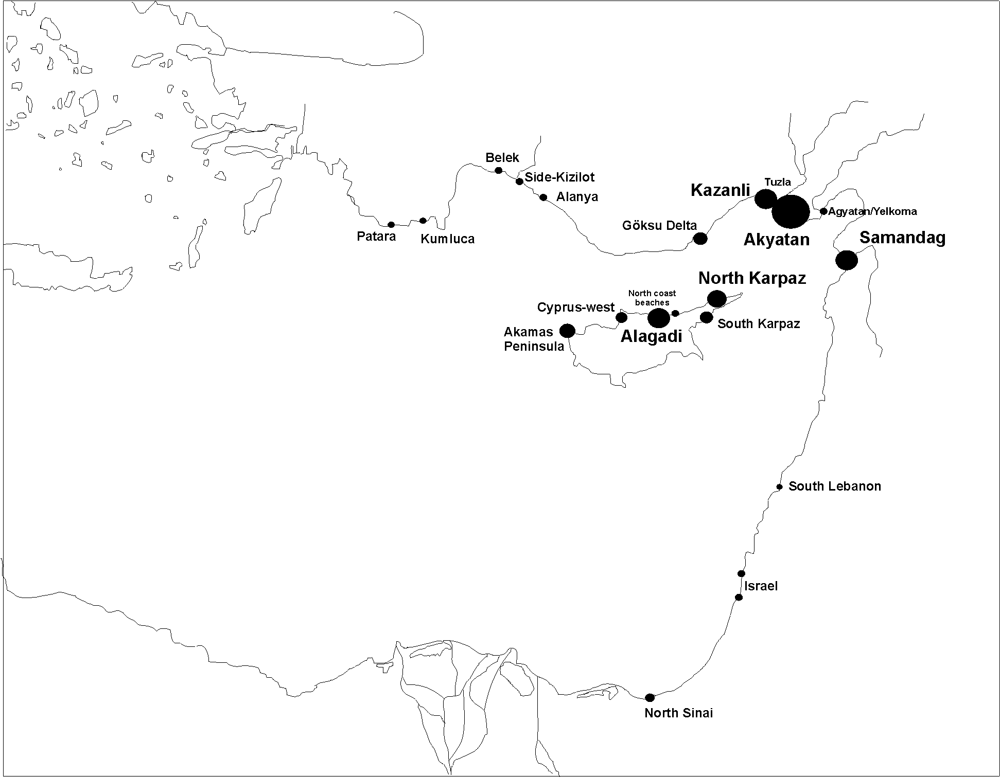 Belek
Side-Kizilot
Alanya
Patara
Kumluca
Göksu Delta
Kazanli
Tuzla
Akyatan
Agyatan/Yelkoma
Samandag
North Karpaz
North coast
beaches
Cyprus-west
Akamas
Peninsula
Alagadi
South Karpaz
South Lebanon
Israel
North Sinai